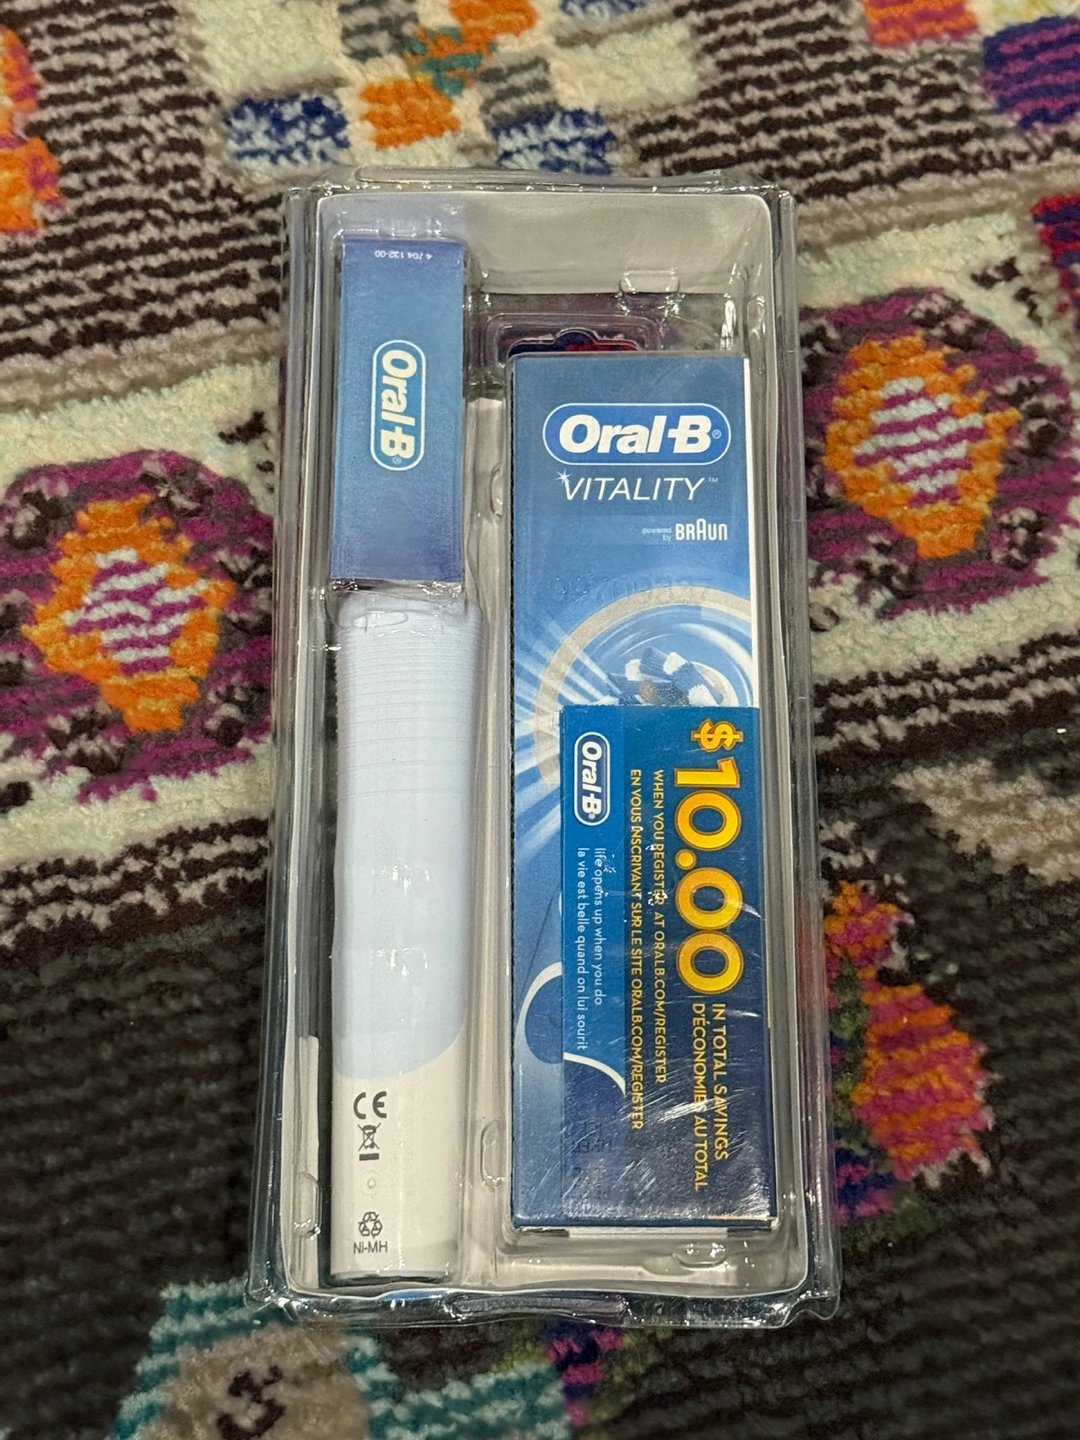 4 704 132-00
Oral-B®
CE
NI-MH
Oral-B®
VITALITY™
powered by BRAUN
$10.00
IN TOTAL SAVINGS
D'ÉCONOMIES AU TOTAL
WHEN YOU REGISTER AT ORALB.COM/REGISTER
EN VOUS INSCRIVANT SUR LE SITE ORALB.COM/REGISTER
Oral-B
life opens up when you do
la vie est belle quand on lui sourit